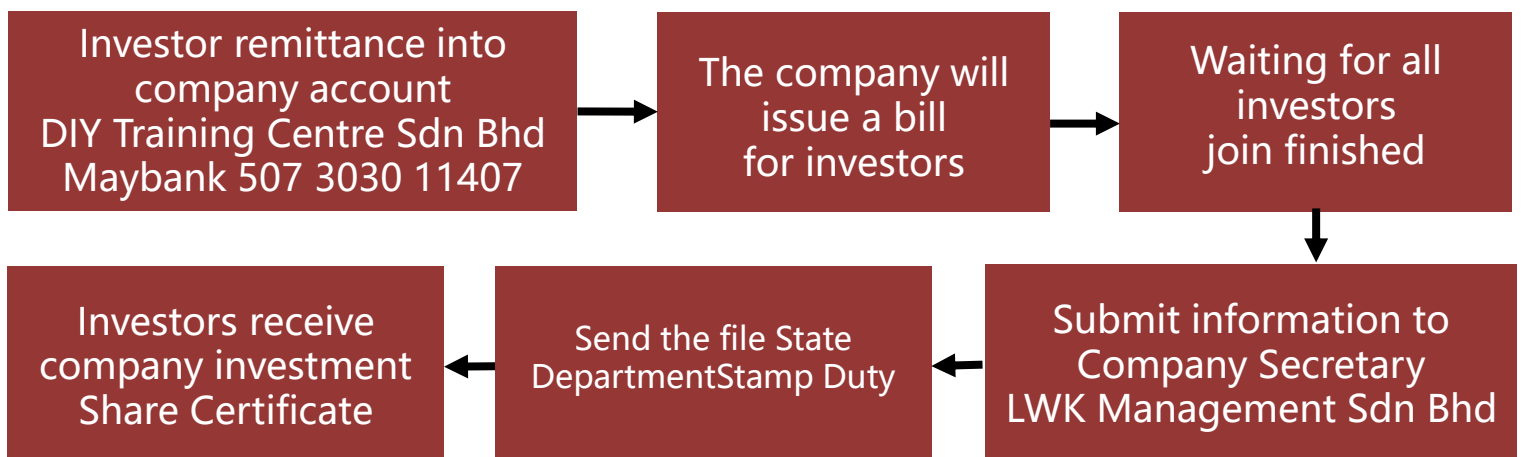 Investor remittance into
company account
DIY Training Centre Sdn Bhd
Maybank 507 3030 11407
The company will
issue a bill
for investors
Waiting for all
investors
join finished
Submit information to
Company Secretary
LWK Management Sdn Bhd
Send the file State
DepartmentStamp Duty
Investors receive
company investment
Share Certificate